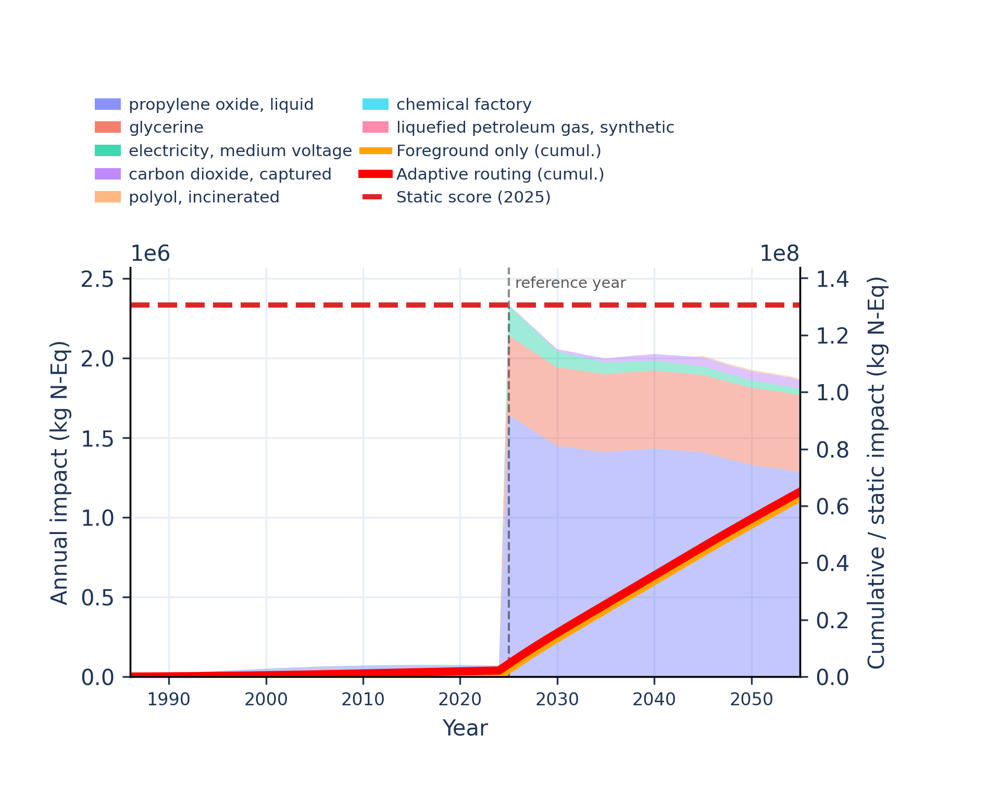 propylene oxide, liquid
glycerine
electricity, medium voltage
carbon dioxide, captured
polyol, incinerated
chemical factory
liquefied petroleum gas, synthetic
Foreground only (cumul.)
Adaptive routing (cumul.)
Static score (2025)
1e6
1e8
reference year
2.5
2.0
1.5
1.0
0.5
0.0
Annual impact (kg N-Eq)
1.4
1.2
1.0
0.8
0.6
0.4
0.2
0.0
Cumulative / static impact (kg N-Eq)
1990
2000
2010
2020
2030
2040
2050
Year